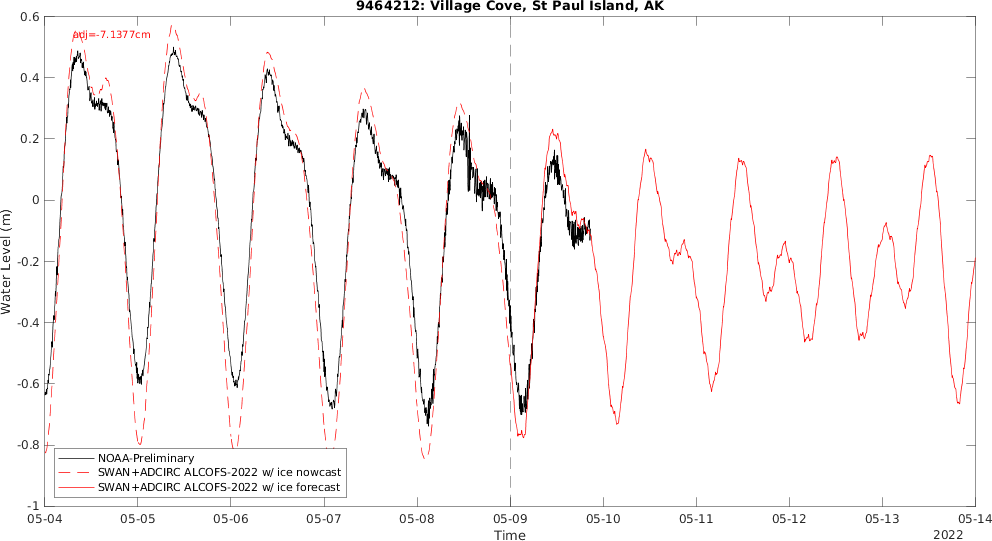 9464212: Village Cove, St Paul Island, AK
adj=-7.1377cm
0.6
0.4
0.2
0
-0.2
-0.4
-0.6
-0.8
-1
Water Level (m)
NOAA-Preliminary
SWAN+ADCIRC ALCOFS-2022 w/ ice nowcast
SWAN+ADCIRC ALCOFS-2022 w/ ice forecast
05-04 05-05 05-06 05-07 05-08 05-09 05-10 05-11 05-12 05-13 05-14
Time
2022